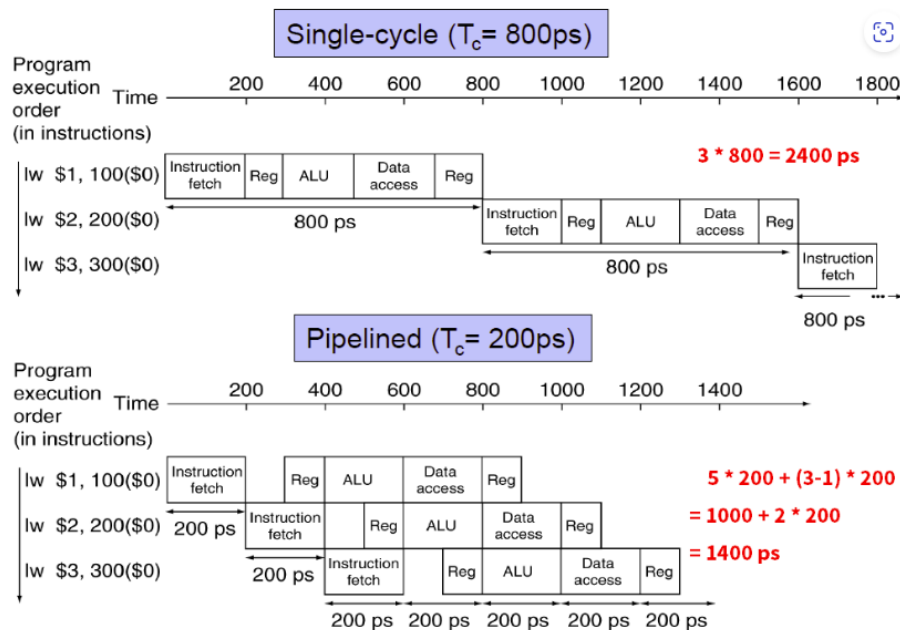 Single-cycle (Tc= 800ps)
Program
execution
order
(in instructions)
Time
200 400 600 800 1000 1200 1400 1600 1800
3 * 800 = 2400 ps
lw $1, 100($0)
Instruction fetch Reg ALU Data access Reg
800 ps
lw $2, 200($0)
Instruction fetch Reg ALU Data access Reg
800 ps
lw $3, 300($0)
Instruction fetch
...
800 ps
Pipelined (Tc= 200ps)
Program
execution
order
(in instructions)
Time
200 400 600 800 1000 1200 1400
lw $1, 100($0)
Instruction fetch Reg ALU Data access Reg
5 * 200 + (3-1) * 200
200 ps
lw $2, 200($0)
Instruction fetch Reg ALU Data access Reg
= 1000 + 2 * 200
200 ps
lw $3, 300($0)
Instruction fetch Reg ALU Data access Reg
= 1400 ps
200 ps 200 ps 200 ps 200 ps 200 ps